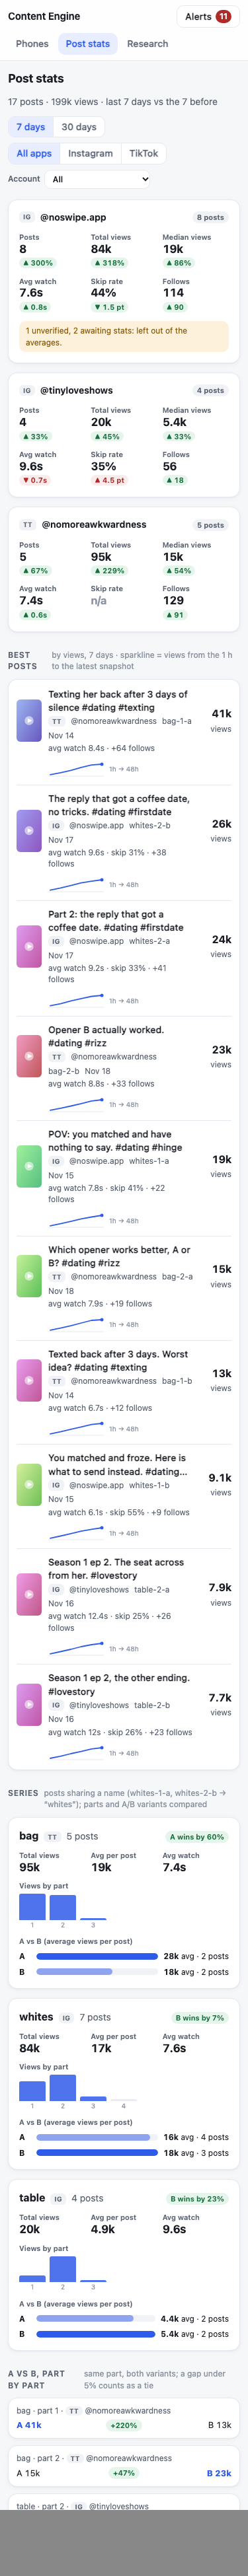 Content Engine
Alerts 11
Phones Post stats Research
Post stats
17 posts · 199k views · last 7 days vs the 7 before
7 days 30 days
All apps Instagram TikTok
Account All
IG @noswipe.app 8 posts
Posts Total views Median views
8 84k 19k
▲ 300% ▲ 318% ▲ 86%
Avg watch Skip rate Follows
7.6s 44% 114
▲ 0.8s ▼ 1.5 pt ▲ 90
1 unverified, 2 awaiting stats: left out of the
averages.
IG @tinyloveshows 4 posts
Posts Total views Median views
4 20k 5.4k
▲ 33% ▲ 45% ▲ 33%
Avg watch Skip rate Follows
9.6s 35% 56
▼ 0.7s ▲ 4.5 pt ▲ 18
TT @nomoreawkwardness 5 posts
Posts Total views Median views
5 95k 15k
▲ 67% ▲ 229% ▲ 54%
Avg watch Skip rate Follows
7.4s n/a 129
▲ 0.6s ▲ 91
BEST POSTS
by views, 7 days · sparkline = views from the 1 h
to the latest snapshot
Texting her back after 3 days of
silence #dating #texting
TT @nomoreawkwardness bag-1-a
Nov 14
avg watch 8.4s · +64 follows
1h → 48h
41k
views
The reply that got a coffee date,
no tricks. #dating #firstdate
IG @noswipe.app whites-2-b
Nov 17
avg watch 9.6s · skip 31% · +38
follows
1h → 48h
26k
views
Part 2: the reply that got a
coffee date. #dating #firstdate
IG @noswipe.app whites-2-a
Nov 17
avg watch 9.2s · skip 33% · +41
follows
1h → 48h
24k
views
Opener B actually worked.
#dating #rizz
TT @nomoreawkwardness
bag-2-b Nov 18
avg watch 8.8s · +33 follows
1h → 48h
23k
views
POV: you matched and have
nothing to say. #dating #hinge
IG @noswipe.app whites-1-a
Nov 15
avg watch 7.8s · skip 41% · +22
follows
1h → 48h
19k
views
Which opener works better, A or
B? #dating #rizz
TT @nomoreawkwardness bag-2-a
Nov 18
avg watch 7.9s · +19 follows
1h → 48h
15k
views
Texted back after 3 days. Worst
idea? #dating #texting
TT @nomoreawkwardness bag-1-b
Nov 14
avg watch 6.7s · +12 follows
1h → 48h
13k
views
You matched and froze. Here is
what to send instead. #dating...
IG @noswipe.app whites-1-b
Nov 15
avg watch 6.1s · skip 55% · +9 follows
1h → 48h
9.1k
views
Season 1 ep 2. The seat across
from her. #lovestory
IG @tinyloveshows table-2-a
Nov 16
avg watch 12.4s · skip 25% · +26
follows
1h → 48h
7.9k
views
Season 1 ep 2, the other ending.
#lovestory
IG @tinyloveshows table-2-b
Nov 16
avg watch 12s · skip 26% · +23 follows
1h → 48h
7.7k
views
SERIES
posts sharing a name (whites-1-a, whites-2-b →
"whites"); parts and A/B variants compared
bag TT 5 posts A wins by 60%
Total views Avg per post Avg watch
95k 19k 7.4s
Views by part
1 2 3
A vs B (average views per post)
A 28k avg · 2 posts
B 18k avg · 2 posts
whites IG 7 posts B wins by 7%
Total views Avg per post Avg watch
84k 17k 7.6s
Views by part
1 2 3 4
A vs B (average views per post)
A 16k avg · 4 posts
B 18k avg · 3 posts
table IG 4 posts B wins by 23%
Total views Avg per post Avg watch
20k 4.9k 9.6s
Views by part
1 2 3
A vs B (average views per post)
A 4.4k avg · 2 posts
B 5.4k avg · 2 posts
A VS B, PART BY PART
same part, both variants; a gap under
5% counts as a tie
bag · part 1 · TT @nomoreawkwardness
A 41k +220% B 13k
bag · part 2 · TT @nomoreawkwardness
A 15k +47% B 23k
table · part 2 · IG @tinyloveshows